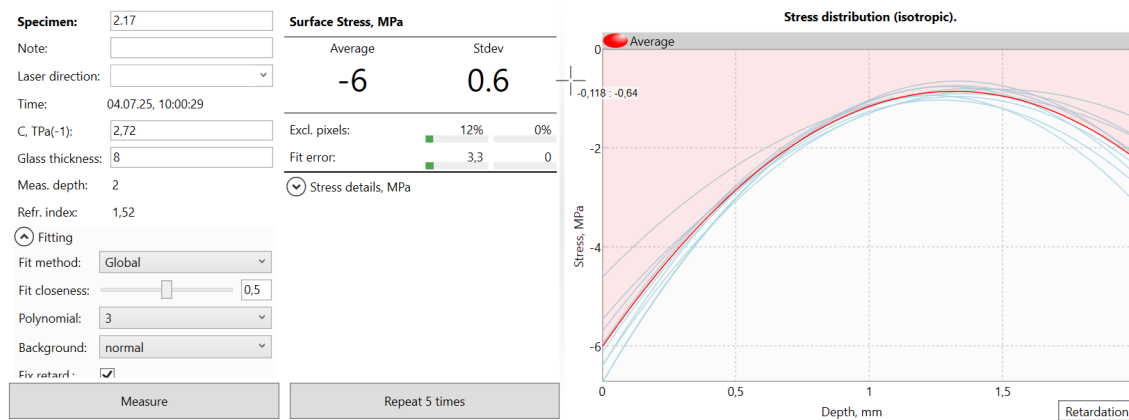 Specimen: 2.17
Note:
Laser direction:
Time: 04.07.25, 10:00:29
C, TPa(-1): 2,72
Glass thickness: 8
Meas. depth: 2
Refr. index: 1,52
Fitting
Fit method: Global
Fit closeness: 0,5
Polynomial: 3
Background: normal
Fix retard.:
Measure
Surface Stress, MPa
Average Stdev
-6 0.6
Excl. pixels: 12% 0%
Fit error: 3,3 0
Stress details, MPa
Repeat 5 times
Stress distribution (isotropic).
Average
0
-0,118 : -0,64
-2
-4
-6
Stress, MPa
0 0,5 1 1,5
Depth, mm
Retardation